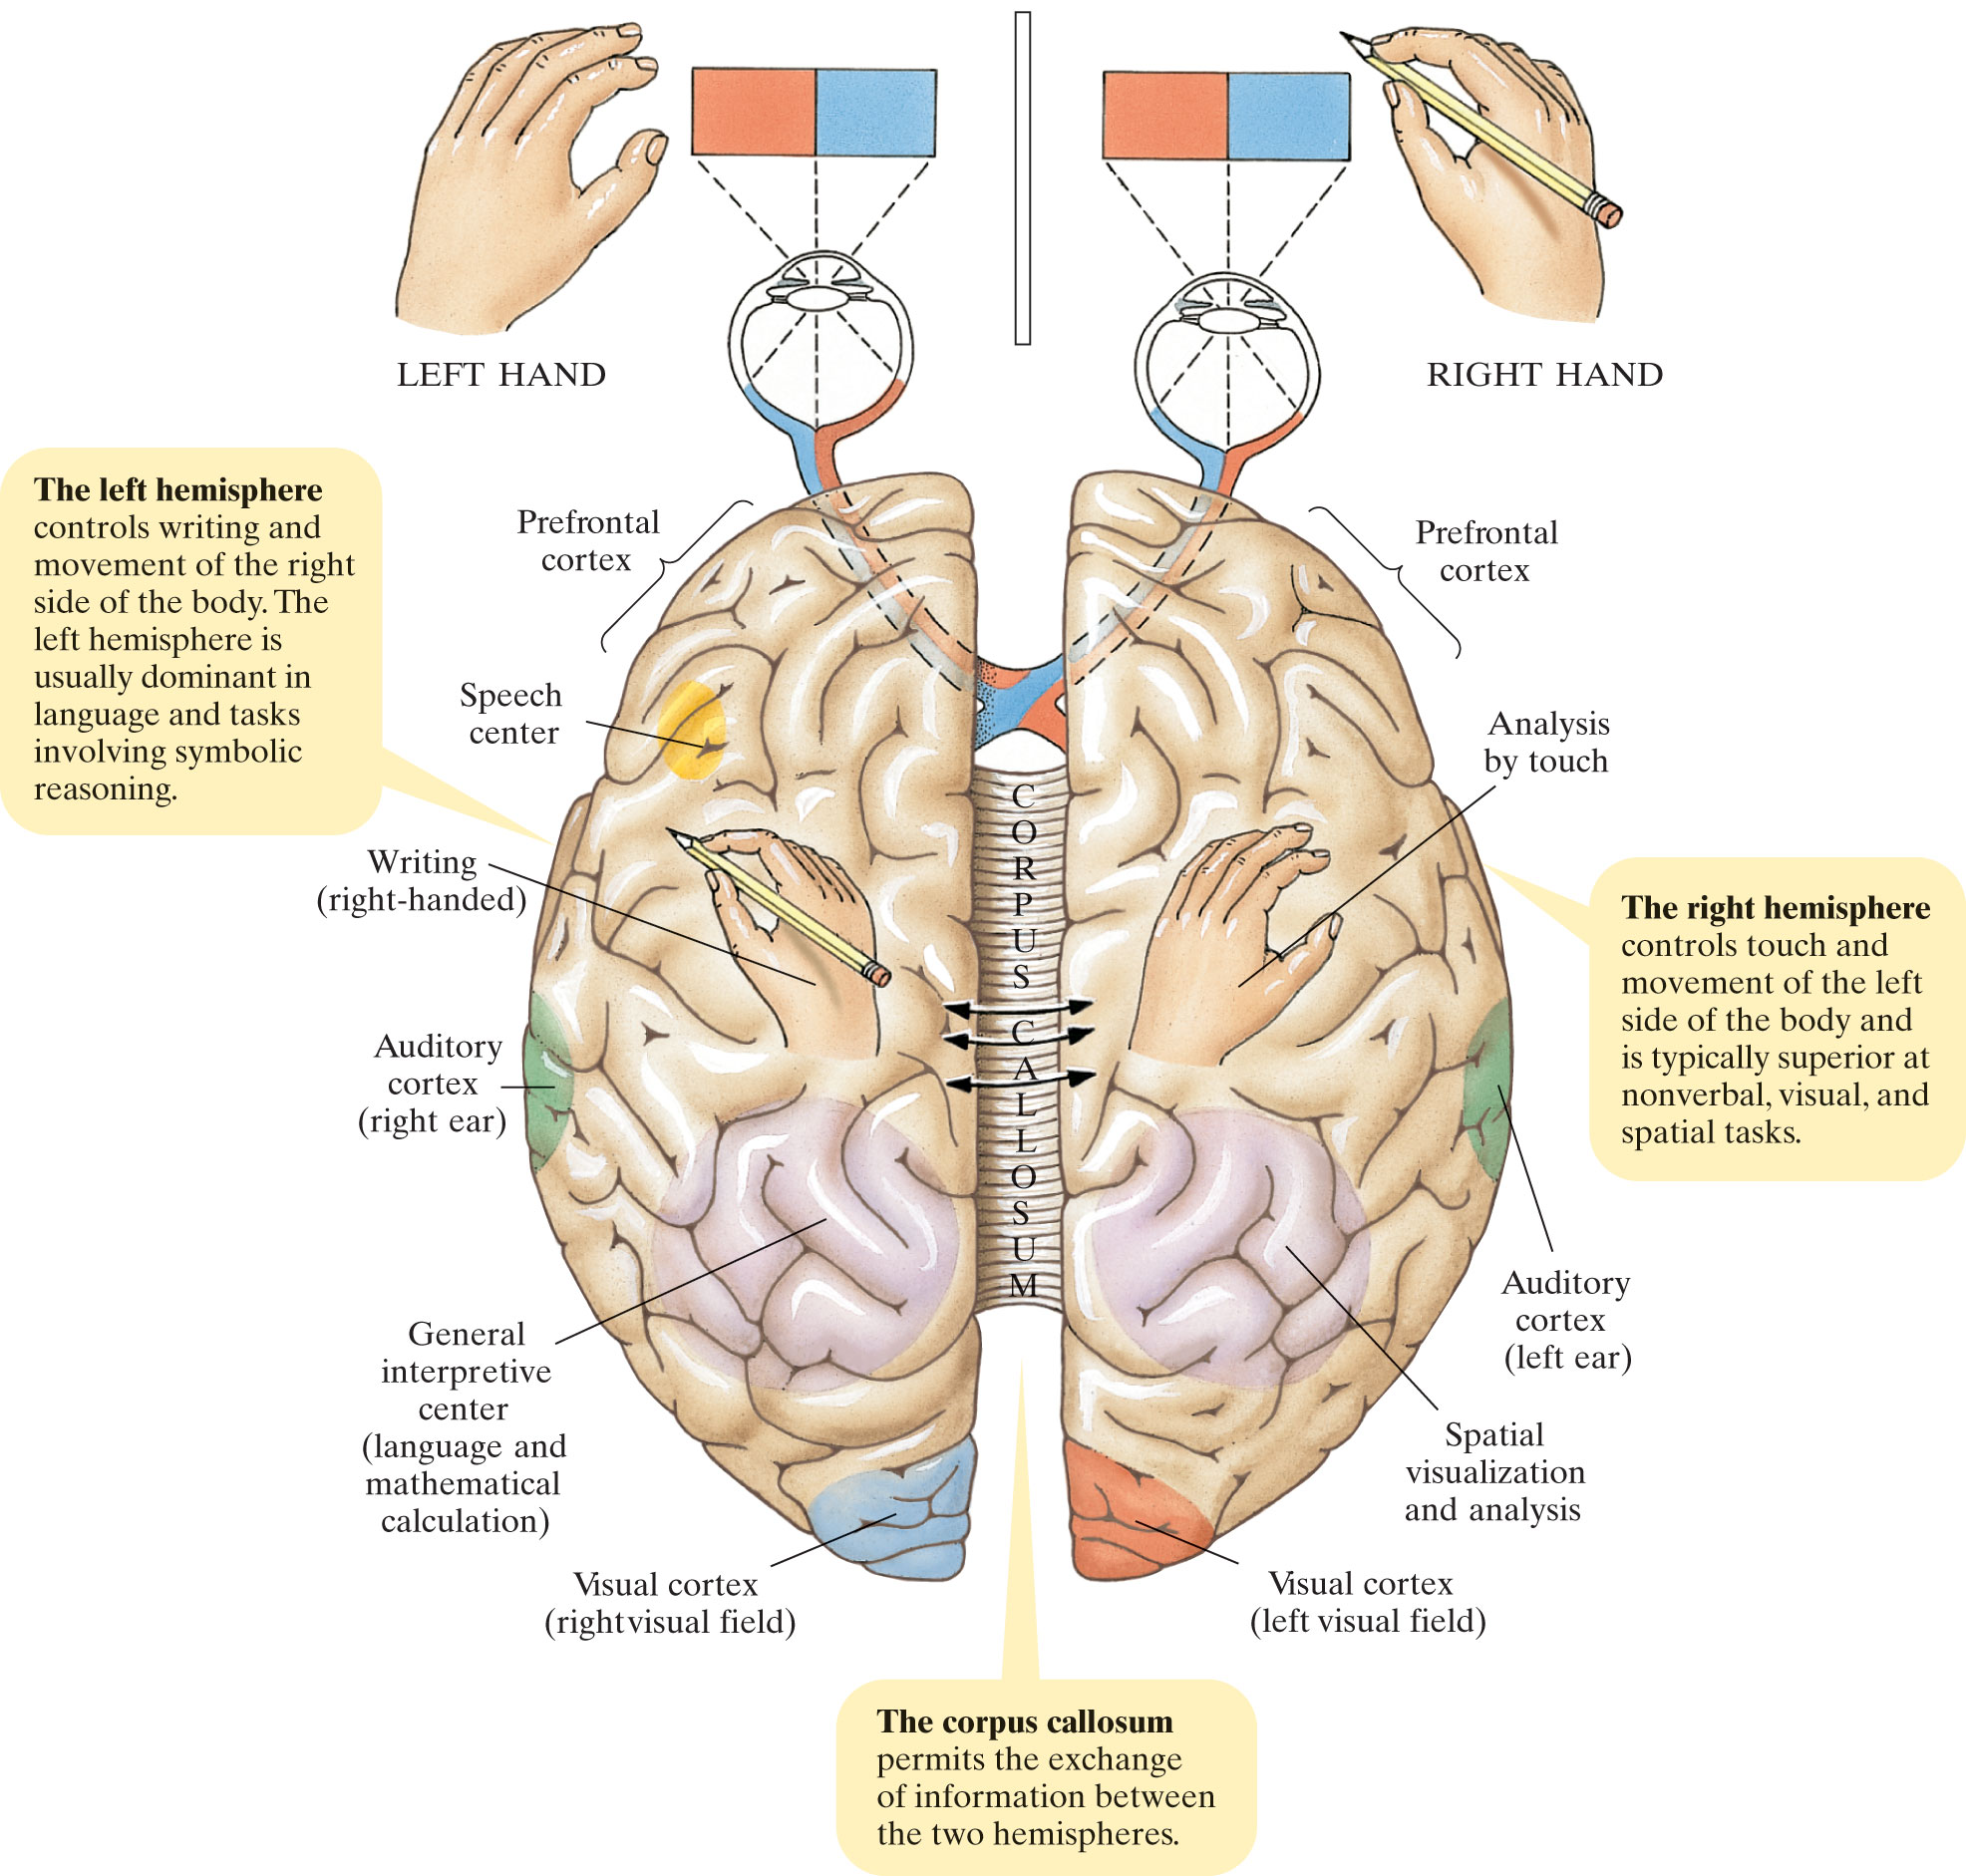 LEFT HAND
RIGHT HAND
The left hemisphere
controls writing and
movement of the right
side of the body. The
left hemisphere is
usually dominant in
language and tasks
involving symbolic
reasoning.
Prefrontal
cortex
Prefrontal
cortex
Speech
center
Analysis
by touch
CORPUS CALLOSUM
Writing
(right-handed)
The right hemisphere
controls touch and
movement of the left
side of the body and
is typically superior at
nonverbal, visual, and
spatial tasks.
Auditory
cortex
(right ear)
Auditory
cortex
(left ear)
General
interpretive
center
(language and
mathematical
calculation)
Spatial
visualization
and analysis
Visual cortex
(right visual field)
Visual cortex
(left visual field)
The corpus callosum
permits the exchange
of information between
the two hemispheres.